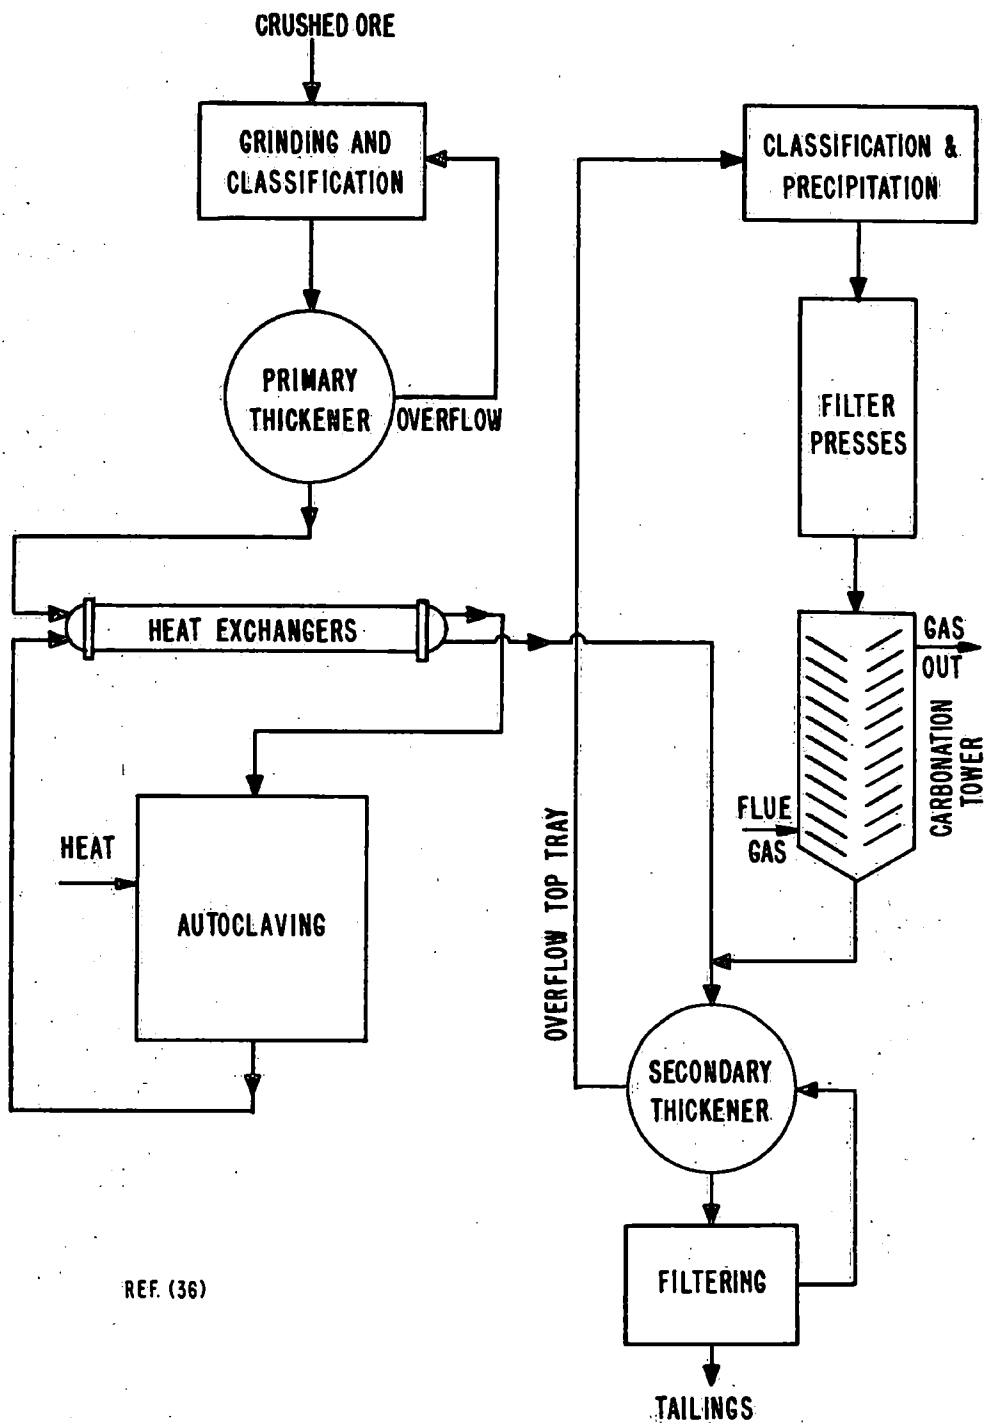 CRUSHED ORE
GRINDING AND
CLASSIFICATION
PRIMARY
THICKENER
OVERFLOW
HEAT EXCHANGERS
HEAT
AUTOCLAVING
REF. (36)
CLASSIFICATION &
PRECIPITATION
FILTER
PRESSES
GAS
OUT
CARBONATION
TOWER
FLUE
GAS
OVERFLOW TOP TRAY
SECONDARY
THICKENER
FILTERING
TAILINGS